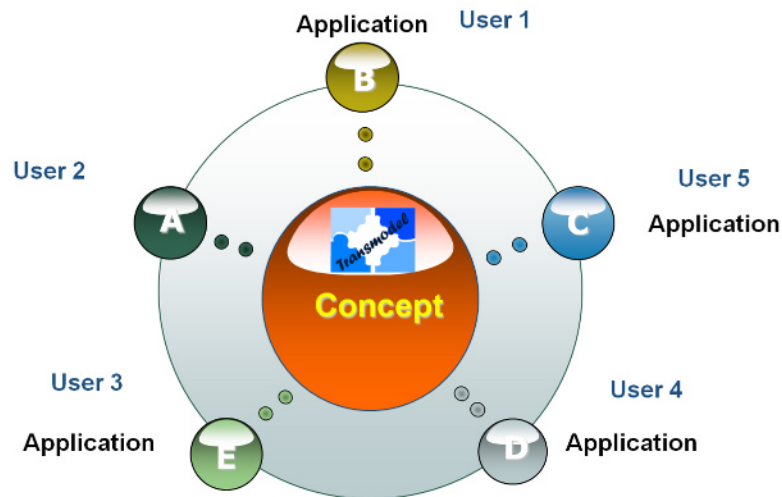 User 1
Application
B
User 2
A
User 5
C
Application
Transmodel
Concept
User 3
Application
E
User 4
D
Application